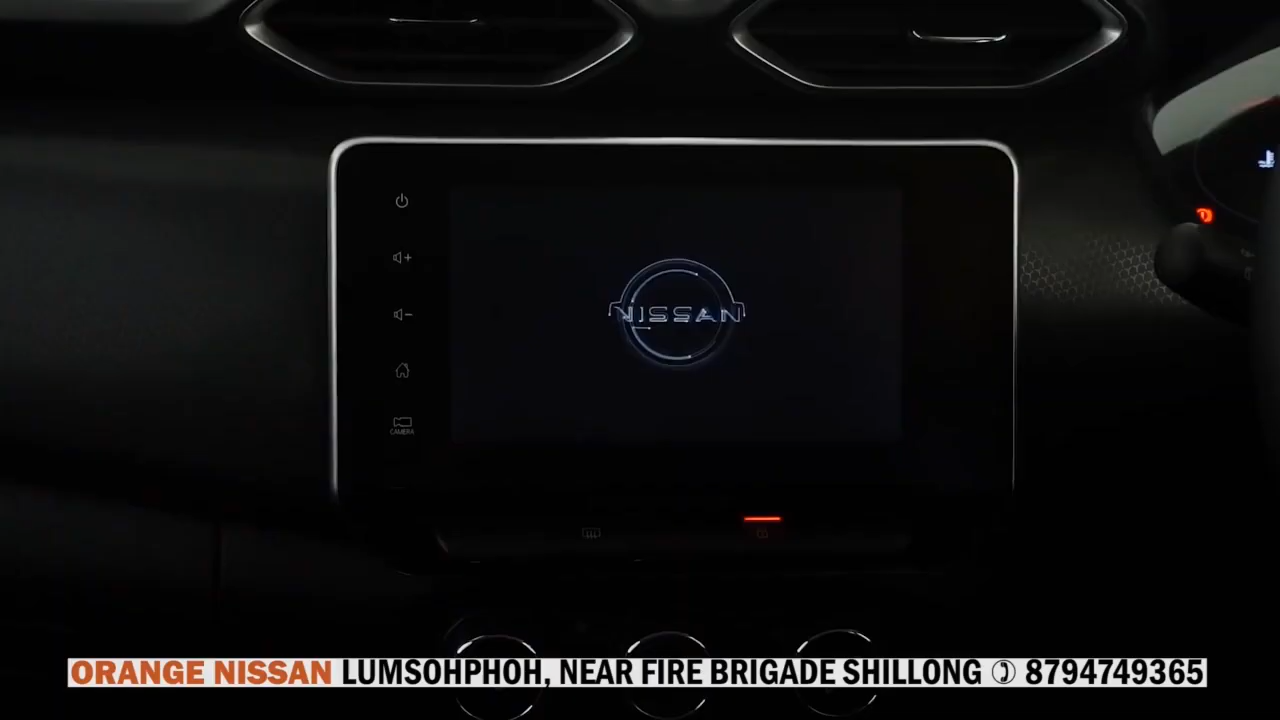 NISSAN
CAMERA
ORANGE NISSAN LUMSOHPHOH, NEAR FIRE BRIGADE SHILLONG ✆ 8794749365